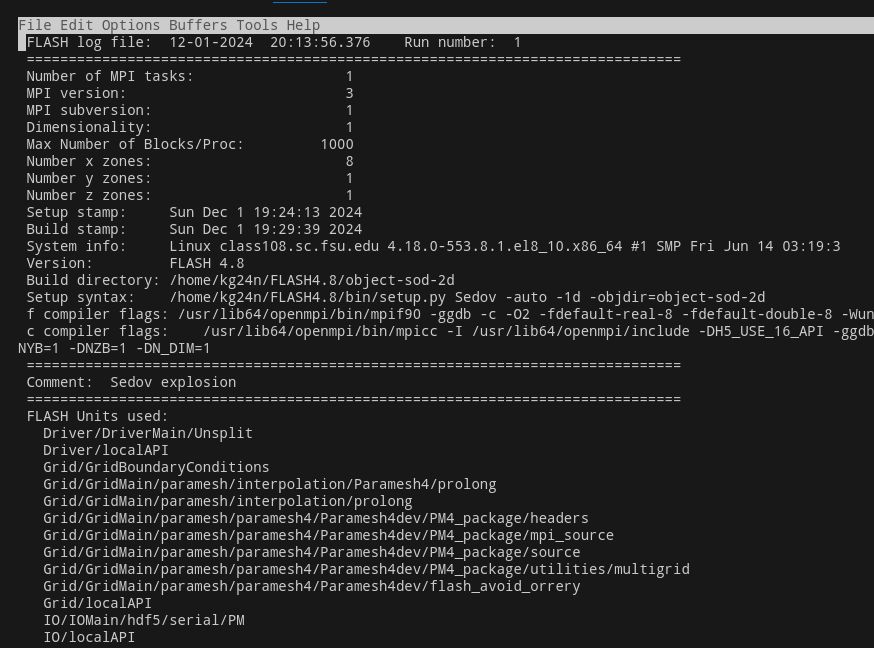 File Edit Options Buffers Tools Help
FLASH log file:  12-01-2024  20:13:56.376    Run number:  1
==============================================================================
Number of MPI tasks:                  1
MPI version:                          3
MPI subversion:                       1
Dimensionality:                       1
Max Number of Blocks/Proc:         1000
Number x zones:                       8
Number y zones:                       1
Number z zones:                       1
Setup stamp:     Sun Dec 1 19:24:13 2024
Build stamp:     Sun Dec 1 19:29:39 2024
System info:     Linux class108.sc.fsu.edu 4.18.0-553.8.1.el8_10.x86_64 #1 SMP Fri Jun 14 03:19:3
Version:         FLASH 4.8
Build directory: /home/kg24n/FLASH4.8/object-sod-2d
Setup syntax:    /home/kg24n/FLASH4.8/bin/setup.py Sedov -auto -1d -objdir=object-sod-2d
f compiler flags: /usr/lib64/openmpi/bin/mpif90 -ggdb -c -O2 -fdefault-real-8 -fdefault-double-8 -Wun
c compiler flags:    /usr/lib64/openmpi/bin/mpicc -I /usr/lib64/openmpi/include -DH5_USE_16_API -ggdb
NYB=1 -DNZB=1 -DN_DIM=1
==============================================================================
Comment:  Sedov explosion
==============================================================================
FLASH Units used:
Driver/DriverMain/Unsplit
Driver/localAPI
Grid/GridBoundaryConditions
Grid/GridMain/paramesh/interpolation/Paramesh4/prolong
Grid/GridMain/paramesh/interpolation/prolong
Grid/GridMain/paramesh/paramesh4/Paramesh4dev/PM4_package/headers
Grid/GridMain/paramesh/paramesh4/Paramesh4dev/PM4_package/mpi_source
Grid/GridMain/paramesh/paramesh4/Paramesh4dev/PM4_package/source
Grid/GridMain/paramesh/paramesh4/Paramesh4dev/PM4_package/utilities/multigrid
Grid/GridMain/paramesh/paramesh4/Paramesh4dev/flash_avoid_orrery
Grid/localAPI
IO/IOMain/hdf5/serial/PM
IO/localAPI